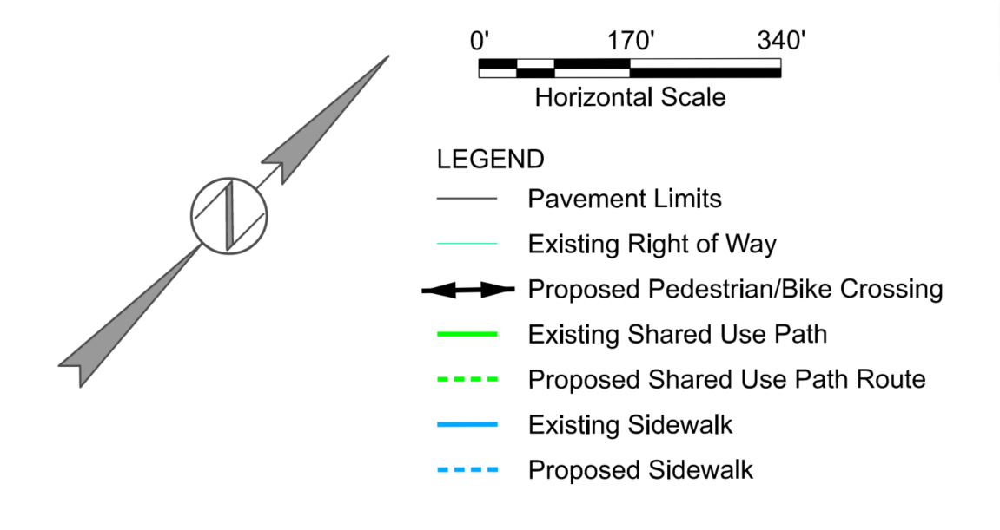 0' 170' 340'
Horizontal Scale
N
LEGEND
Pavement Limits
Existing Right of Way
Proposed Pedestrian/Bike Crossing
Existing Shared Use Path
Proposed Shared Use Path Route
Existing Sidewalk
Proposed Sidewalk